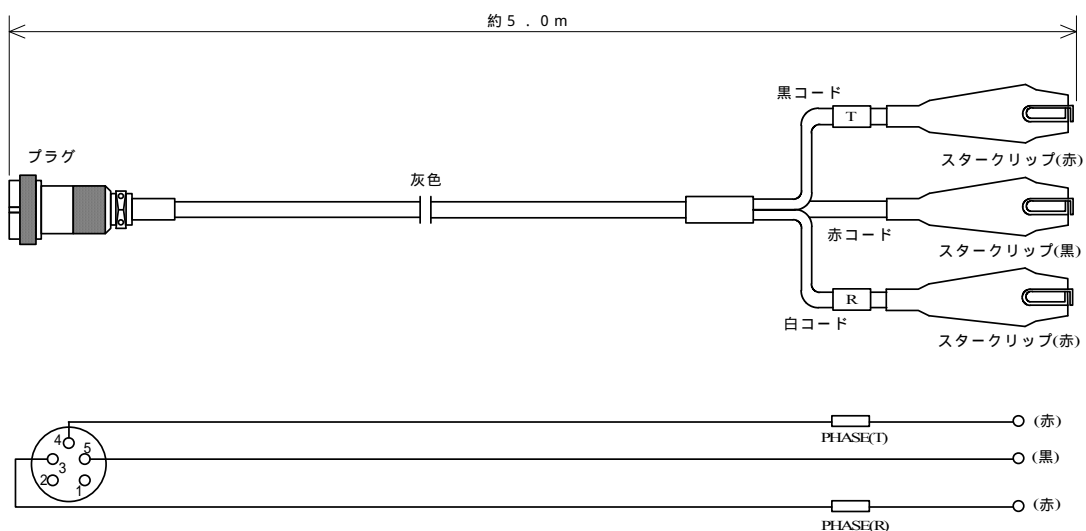 約5.0m
黒コード
T
スタークリップ(赤)
プラグ
灰色
赤コード
スタークリップ(黒)
R
白コード
スタークリップ(赤)
4
5
3
2
1
PHASE(T)
(赤)
(黒)
PHASE(R)
(赤)